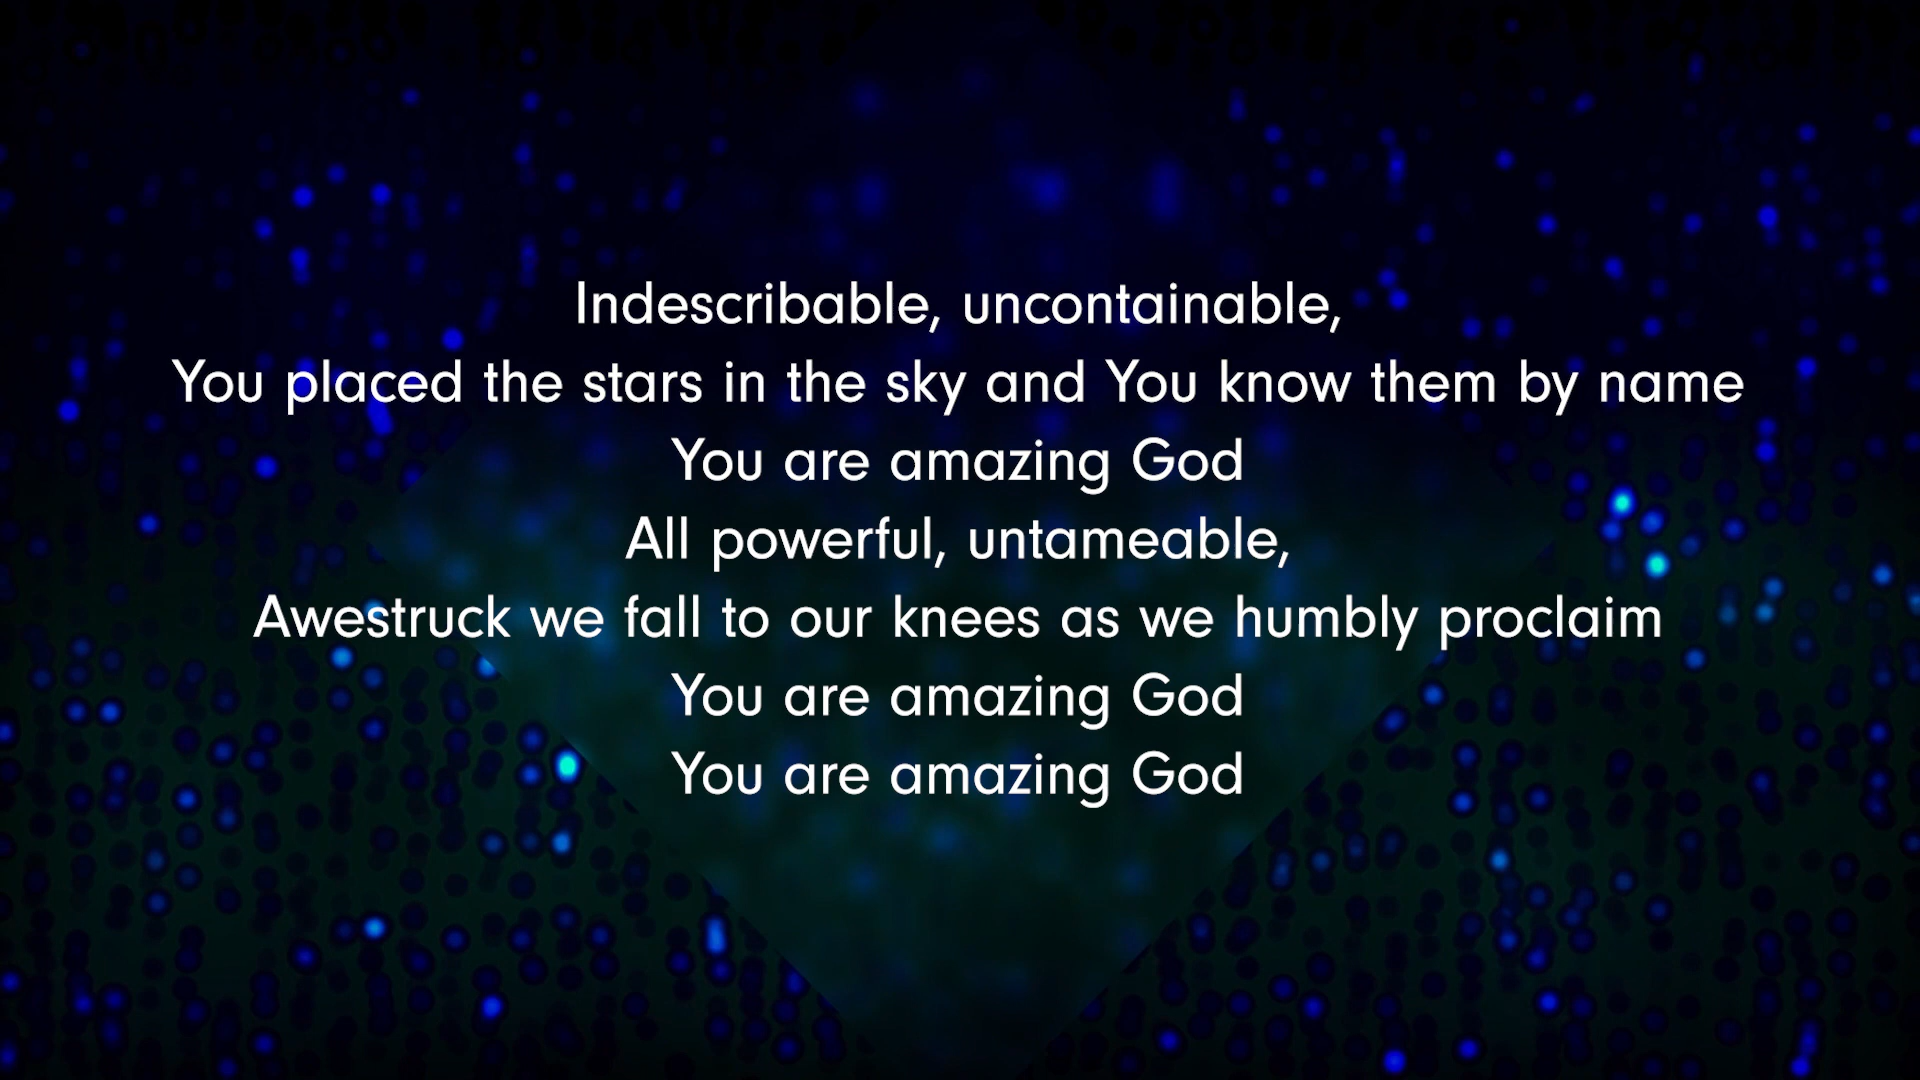 Indescribable, uncontainable,
You placed the stars in the sky and You know them by name
You are amazing God
All powerful, untameable,
Awestruck we fall to our knees as we humbly proclaim
You are amazing God
You are amazing God